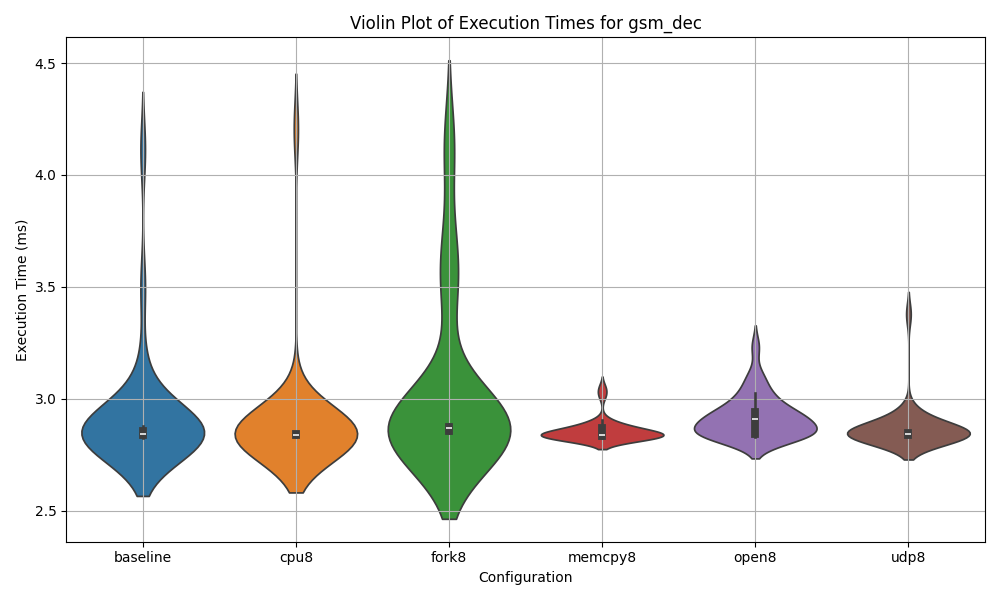 Violin Plot of Execution Times for gsm_dec
Execution Time (ms)
4.5
4.0
3.5
3.0
2.5
baseline cpu8 fork8 memcpy8 open8 udp8
Configuration